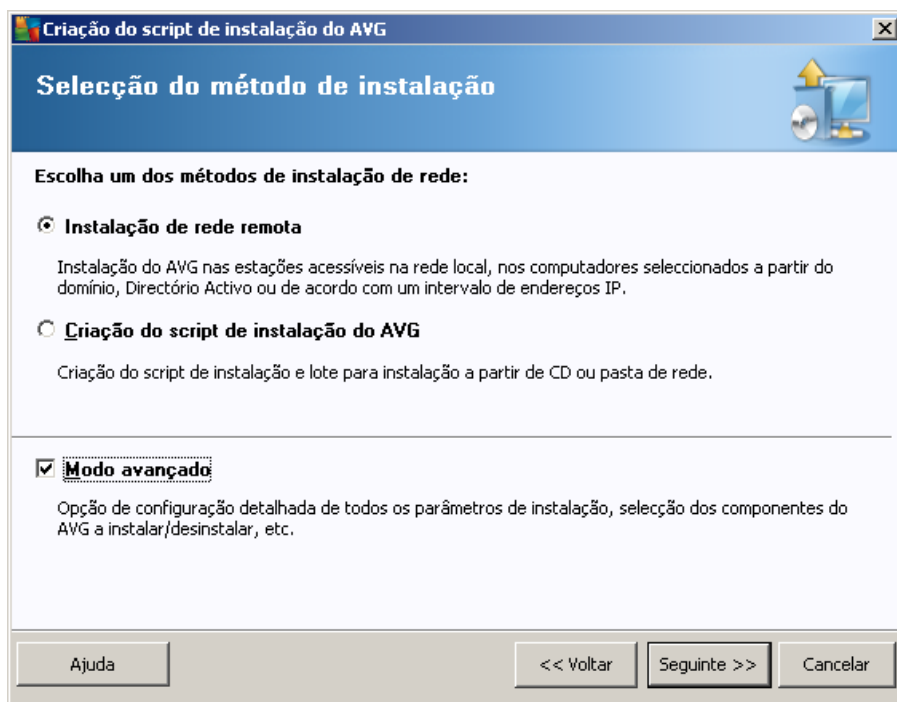 Criação do script de instalação do AVG
Selecção do método de instalação
Escolha um dos métodos de instalação de rede:
Instalação de rede remota
Instalação do AVG nas estações acessíveis na rede local, nos computadores seleccionados a partir do
domínio, Directório Activo ou de acordo com um intervalo de endereços IP.
Criação do script de instalação do AVG
Criação do script de instalação e lote para instalação a partir de CD ou pasta de rede.
Modo avançado
Opção de configuração detalhada de todos os parâmetros de instalação, selecção dos componentes do
AVG a instalar/desinstalar, etc.
Ajuda
<< Voltar
Seguinte >>
Cancelar